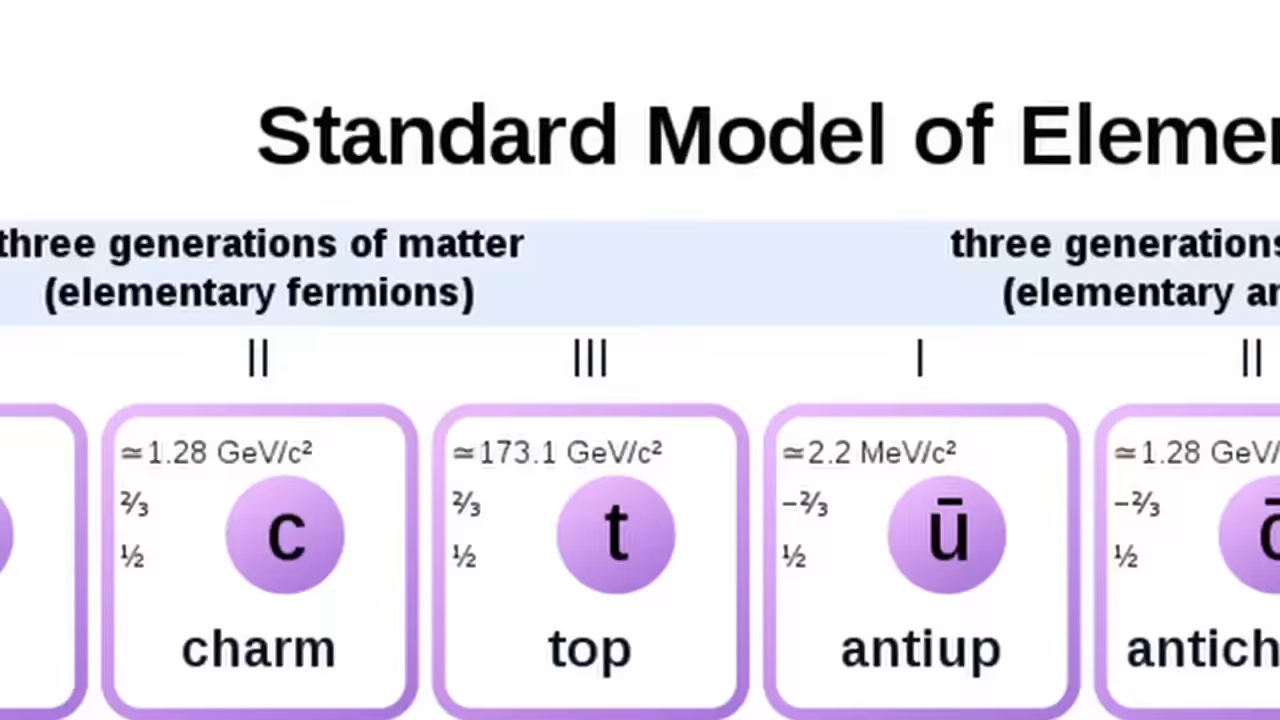 Standard Model of Elemen
three generations of matter
(elementary fermions)
three generations
(elementary an
II
III
I
II
≃1.28 GeV/c²
⅔
½
c
charm
≃173.1 GeV/c²
⅔
½
t
top
≃2.2 MeV/c²
−⅔
½
ū
antiup
≃1.28 GeV/
−⅔
½
c̄
antich